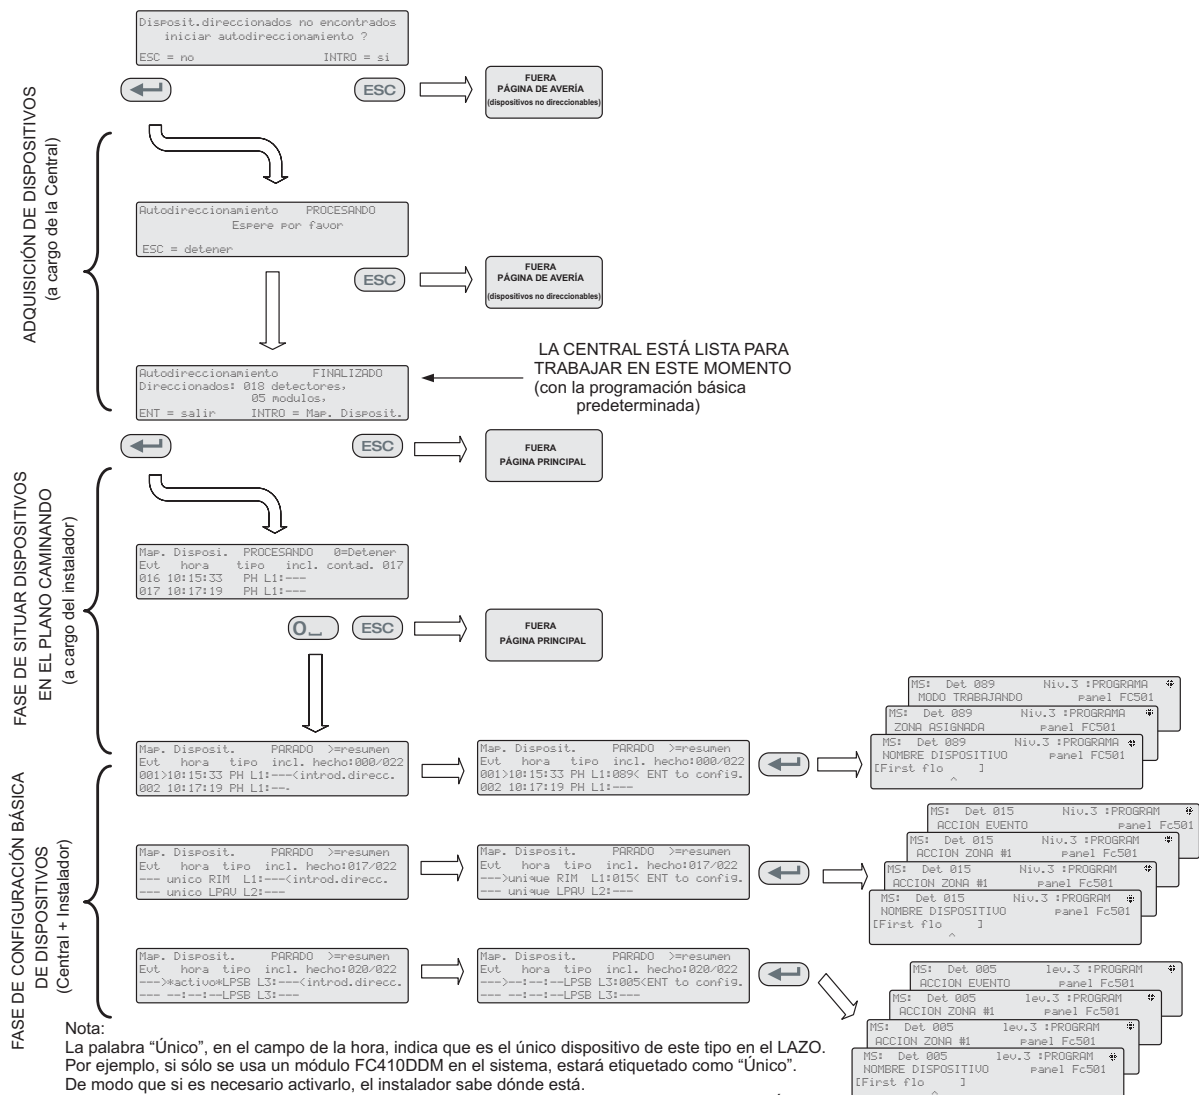 Disposit.direccionados no encontrados
iniciar autodireccionamiento ?
ESC = no INTRO = si
ESC
FUERA
PÁGINA DE AVERÍA
(dispositivos no direccionables)
ADQUISICIÓN DE DISPOSITIVOS
(a cargo de la Central)
Autodireccionamiento PROCESANDO
Espere por favor
ESC = detener
ESC
FUERA
PÁGINA DE AVERÍA
(dispositivos no direccionables)
Autodireccionamiento FINALIZADO
Direccionados: 018 detectores,
05 modulos,
ENT = salir INTRO = Map. Disposit.
LA CENTRAL ESTÁ LISTA PARA
TRABAJAR EN ESTE MOMENTO
(con la programación básica
predeterminada)
ESC
FUERA
PÁGINA PRINCIPAL
FASE DE SITUAR DISPOSITIVOS
EN EL PLANO CAMINANDO
(a cargo del instalador)
Map. Disposi. PROCESANDO 0=Detener
Evt hora tipo incl. contad. 017
016 10:15:33 PH L1:---
017 10:17:19 PH L1:---
0 ESC
FUERA
PÁGINA PRINCIPAL
FASE DE CONFIGURACIÓN BÁSICA
DE DISPOSITIVOS
(Central + Instalador)
Map. Disposit. PARADO >=resumen
Evt hora tipo incl. hecho:000/022
001>10:15:33 PH L1:---<introd.direcc.
002 10:17:19 PH L1:--.
Map. Disposit. PARADO >=resumen
Evt hora tipo incl. hecho:000/022
001>10:15:33 PH L1:089< ENT to config.
002 10:17:19 PH L1:---
MS: Det 089 Niv.3 :PROGRAMA
MODO TRABAJANDO panel FC501
MS: Det 089 Niv.3 :PROGRAMA
ZONA ASIGNADA panel FC501
MS: Det 089 Niv.3 :PROGRAMA
NOMBRE DISPOSITIVO panel FC501
[First flo ]
^
Map. Disposit. PARADO >=resumen
Evt hora tipo incl. hecho:017/022
--- unico RIM L1:---<introd.direcc.
--- unico LPAV L2:---
Map. Disposit. PARADO >=resumen
Evt hora tipo incl. hecho:017/022
--->unique RIM L1:015< ENT to config.
--- unique LPAV L2:---
MS: Det 015 Niv.3 :PROGRAM
ACCION EVENTO panel Fc501
MS: Det 015 Niv.3 :PROGRAM
ACCION ZONA #1 panel Fc501
MS: Det 015 Niv.3 :PROGRAM
ACCION ZONA #1 panel Fc501
MS: Det 015 Niv.3 :PROGRAM
NOMBRE DISPOSITIVO panel Fc501
[First flo ]
^
Map. Disposit. PARADO >=resumen
Evt hora tipo incl. hecho:020/022
--->*activo*LPSB L3:---<introd.direcc.
--- --:--:--LPSB L3:---
Map. Disposit. PARADO >=resumen
Evt hora tipo incl. hecho:020/022
--->--:--:--LPSB L3:005<ENT to config.
--- --:--:--LPSB L3:---
MS: Det 005 lev.3 :PROGRAM
ACCION EVENTO panel Fc501
MS: Det 005 lev.3 :PROGRAM
ACCION ZONA #1 panel Fc501
MS: Det 005 lev.3 :PROGRAM
ACCION ZONA #1 panel Fc501
MS: Det 005 lev.3 :PROGRAM
NOMBRE DISPOSITIVO panel Fc501
[First flo ]
^
Nota:
La palabra “Único”, en el campo de la hora, indica que es el único dispositivo de este tipo en el LAZO.
Por ejemplo, si sólo se usa un módulo FC410DDM en el sistema, estará etiquetado como “Único”.
De modo que si es necesario activarlo, el instalador sabe dónde está.